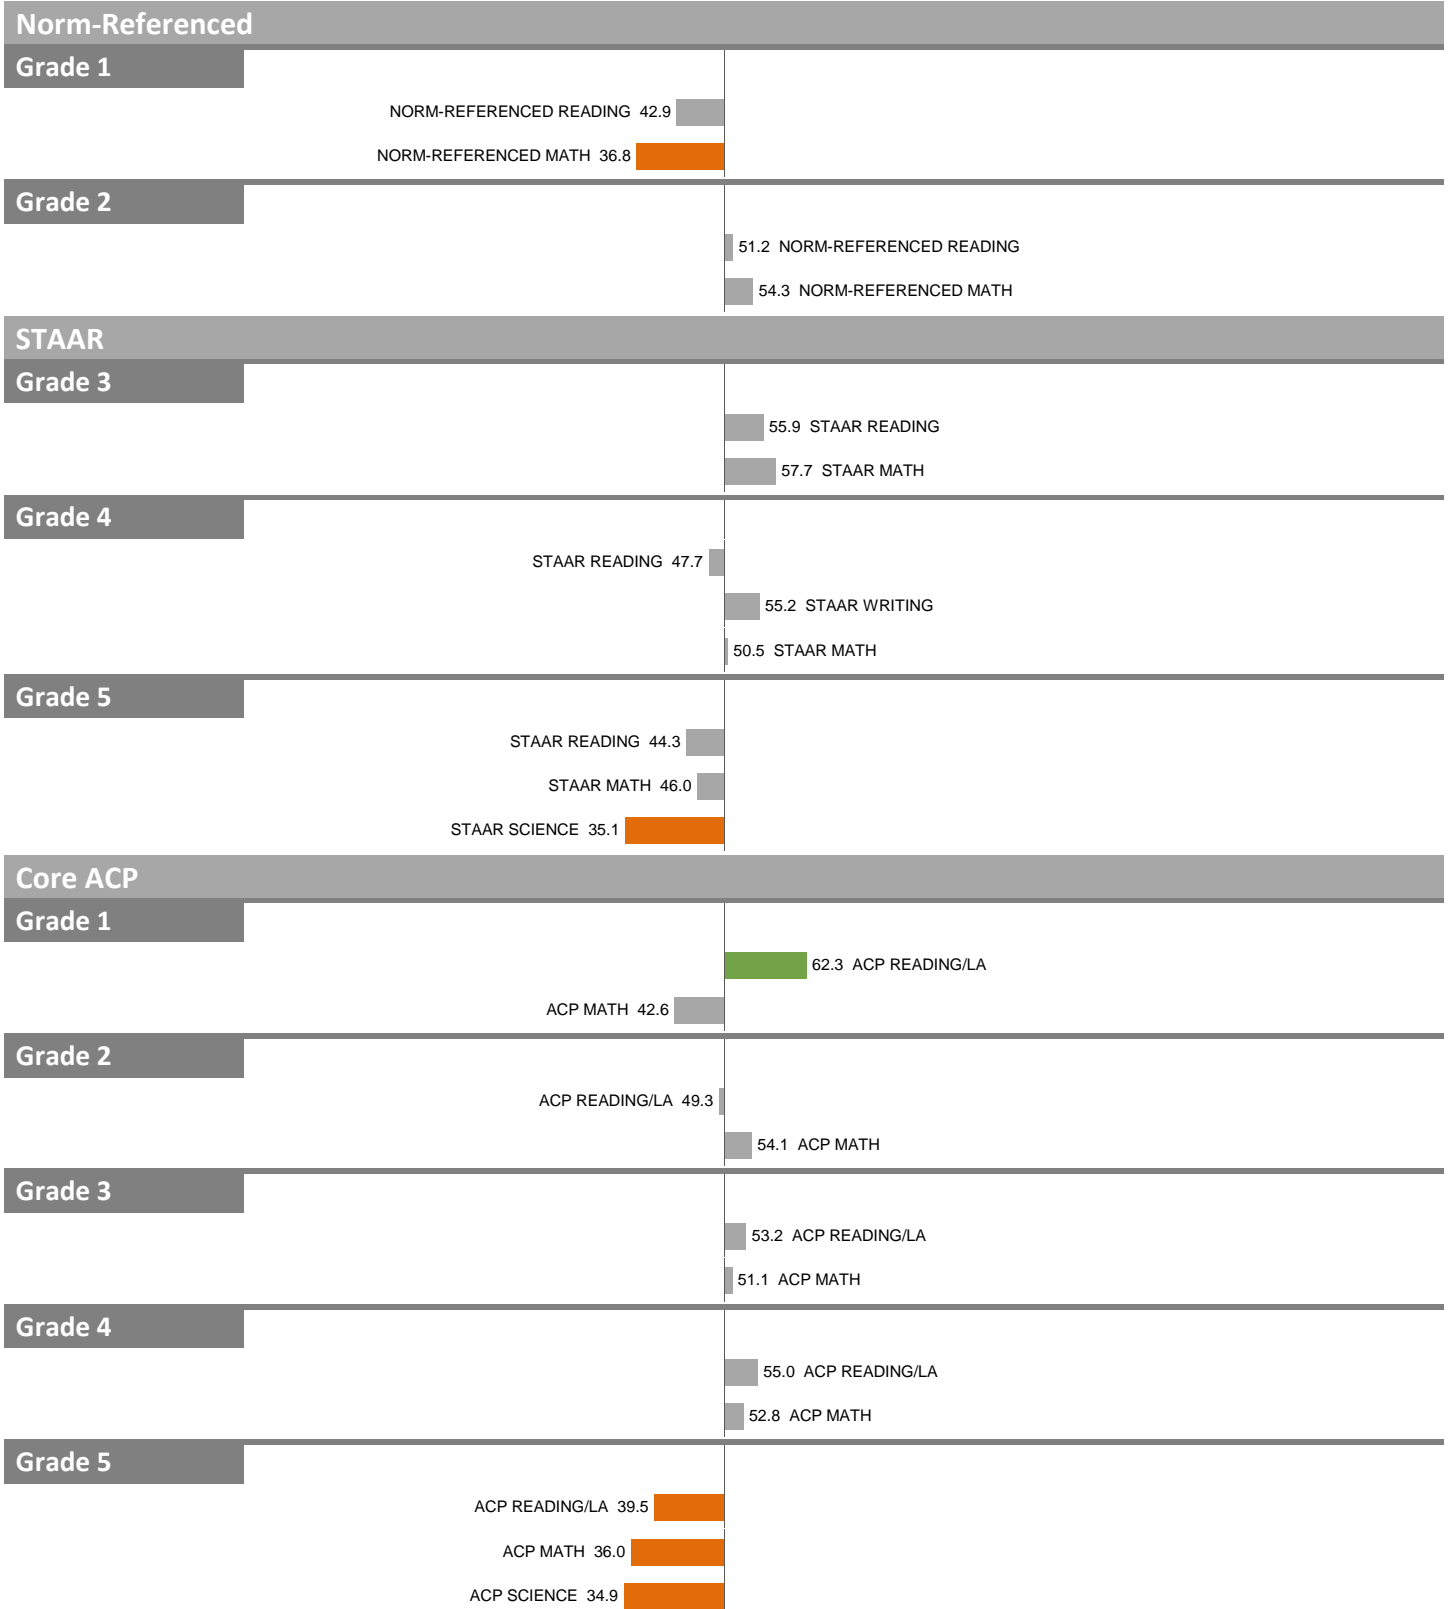 Norm-Referenced
Grade 1
NORM-REFERENCED READING 42.9
NORM-REFERENCED MATH 36.8
Grade 2
51.2 NORM-REFERENCED READING
54.3 NORM-REFERENCED MATH
STAAR
Grade 3
55.9 STAAR READING
57.7 STAAR MATH
Grade 4
STAAR READING 47.7
55.2 STAAR WRITING
50.5 STAAR MATH
Grade 5
STAAR READING 44.3
STAAR MATH 46.0
STAAR SCIENCE 35.1
Core ACP
Grade 1
62.3 ACP READING/LA
ACP MATH 42.6
Grade 2
ACP READING/LA 49.3
54.1 ACP MATH
Grade 3
53.2 ACP READING/LA
51.1 ACP MATH
Grade 4
55.0 ACP READING/LA
52.8 ACP MATH
Grade 5
ACP READING/LA 39.5
ACP MATH 36.0
ACP SCIENCE 34.9